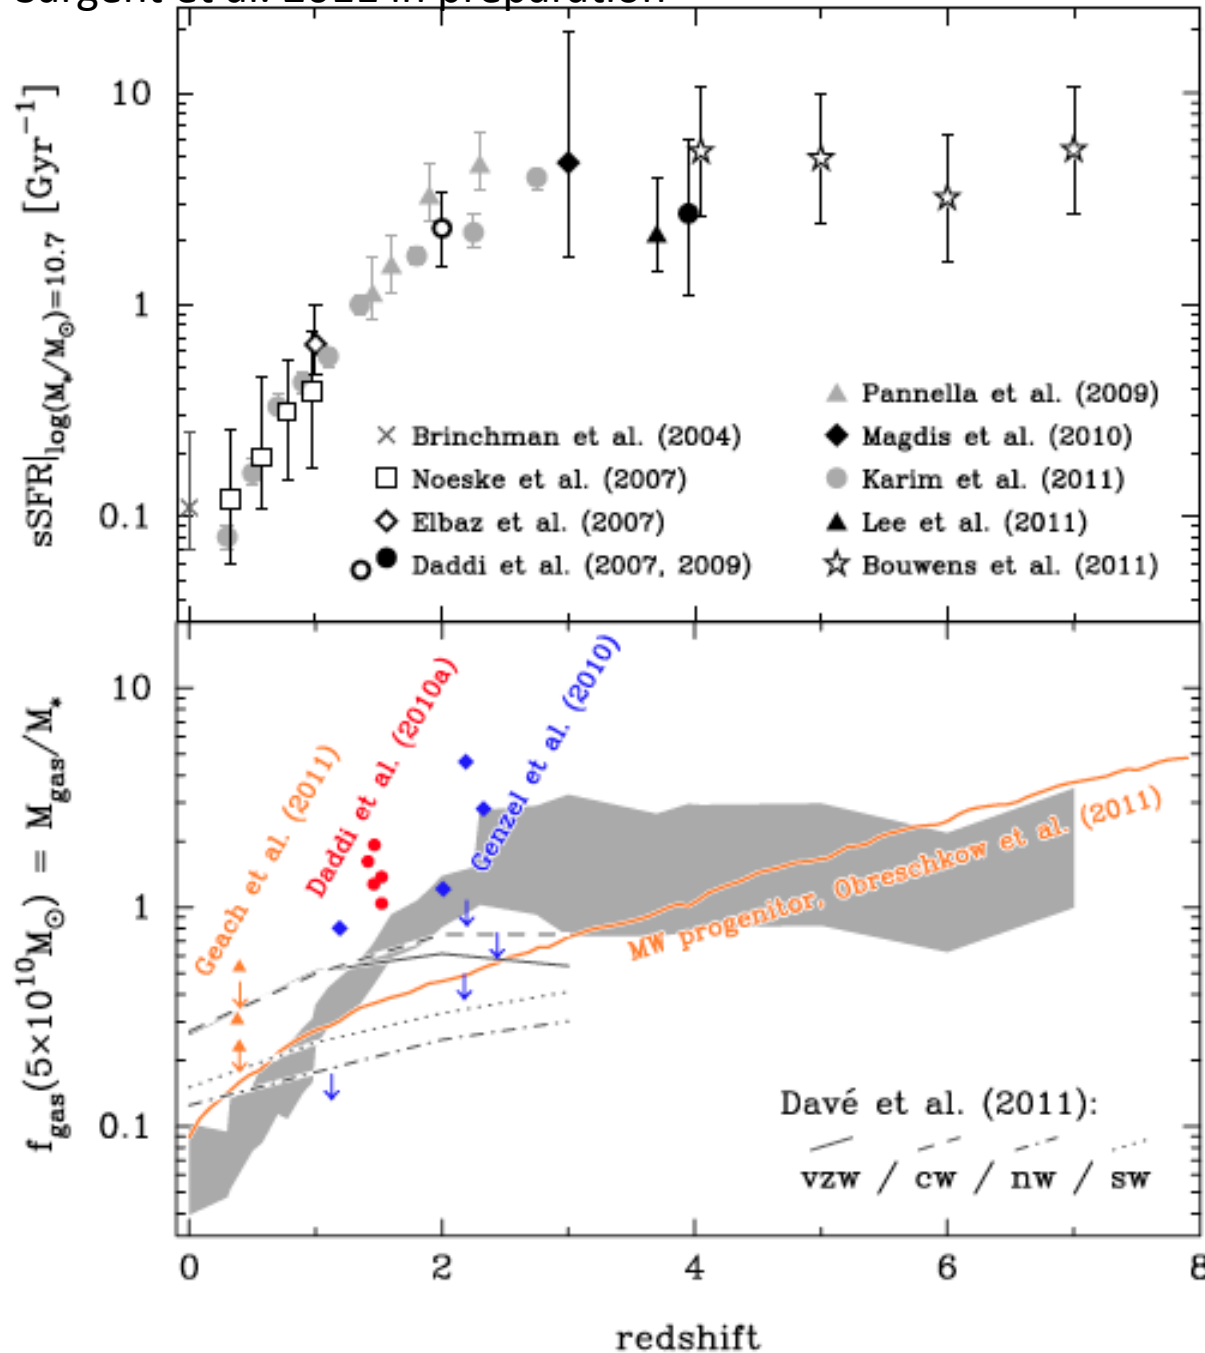 10
1
0.1
sSFR|log(M*/M⊙)=10.7 [Gyr⁻¹]
× Brinchman et al. (2004)
Noeske et al. (2007)
Elbaz et al. (2007)
Daddi et al. (2007, 2009)
Pannella et al. (2009)
Magdis et al. (2010)
Karim et al. (2011)
Lee et al. (2011)
Bouwens et al. (2011)
10
1
0.1
fgas(5×10¹⁰M⊙) = Mgas/M*
Geach et al. (2011)
Daddi et al. (2010a)
Genzel et al. (2010)
MW progenitor, Obreschkow et al. (2011)
Davé et al. (2011):
vzw / cw / nw / sw
0 2 4 6 8
redshift